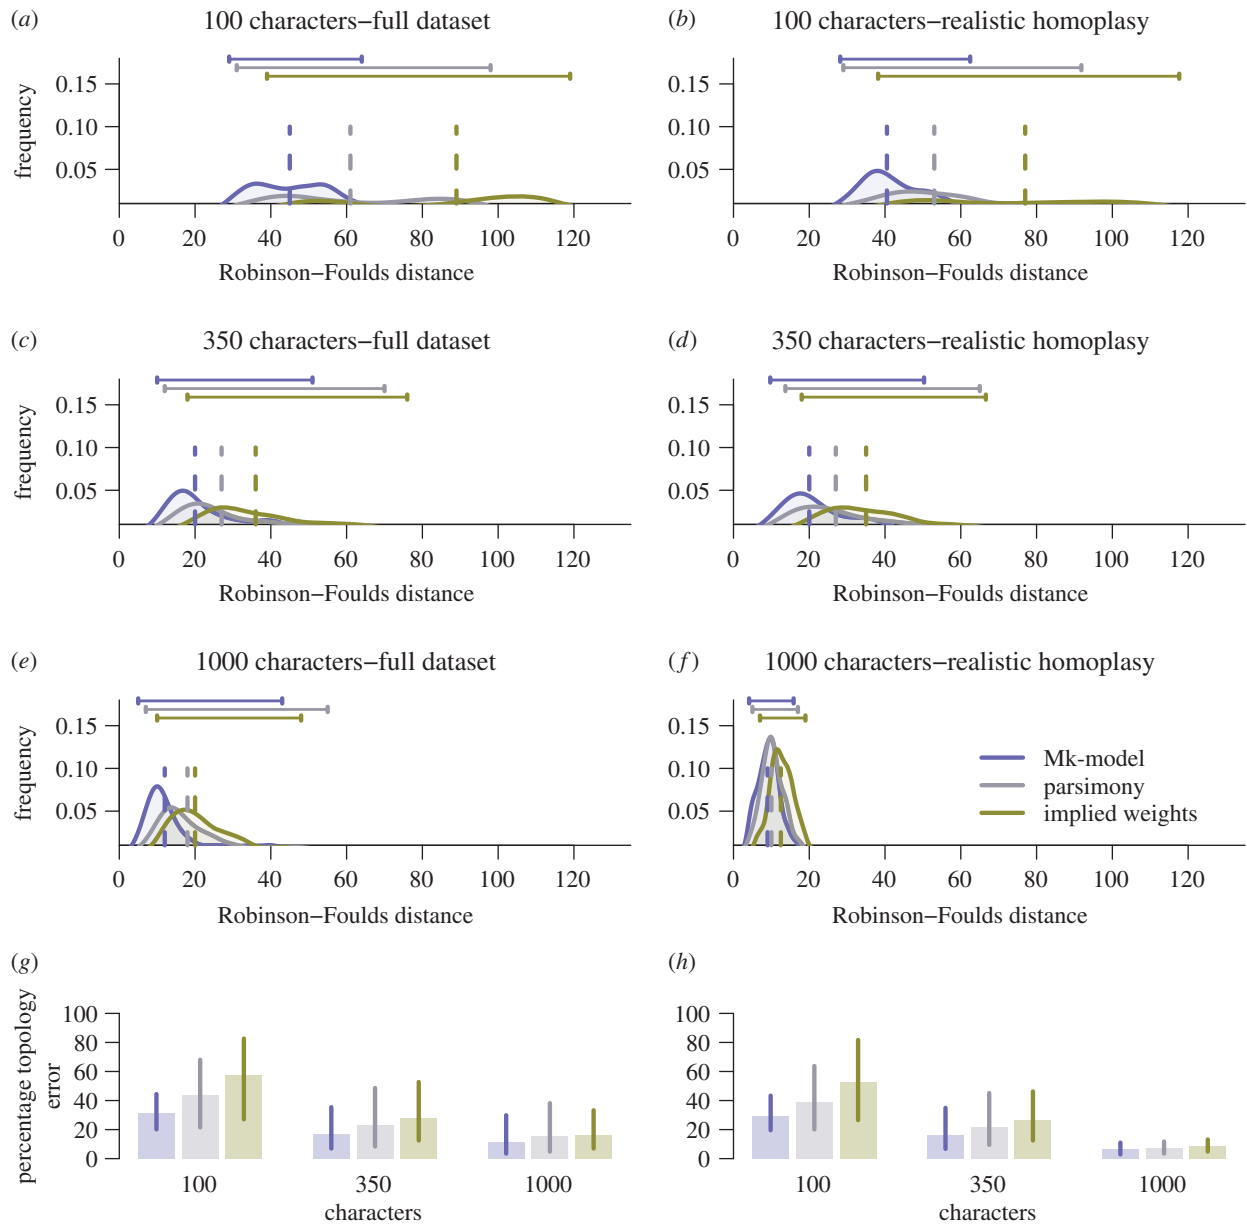 (a) 100 characters–full dataset
frequency
0.15
0.10
0.05
0 20 40 60 80 100 120
Robinson–Foulds distance
(b) 100 characters–realistic homoplasy
0.15
0.10
0.05
0 20 40 60 80 100 120
Robinson–Foulds distance
(c) 350 characters–full dataset
frequency
0.15
0.10
0.05
0 20 40 60 80 100 120
Robinson–Foulds distance
(d) 350 characters–realistic homoplasy
0.15
0.10
0.05
0 20 40 60 80 100 120
Robinson–Foulds distance
(e) 1000 characters–full dataset
frequency
0.15
0.10
0.05
0 20 40 60 80 100 120
Robinson–Foulds distance
(f) 1000 characters–realistic homoplasy
0.15
0.10
0.05
Mk-model
parsimony
implied weights
0 20 40 60 80 100 120
Robinson–Foulds distance
(g)
percentage topology
error
100
80
60
40
20
0
100 350 1000
characters
(h)
100
80
60
40
20
0
100 350 1000
characters